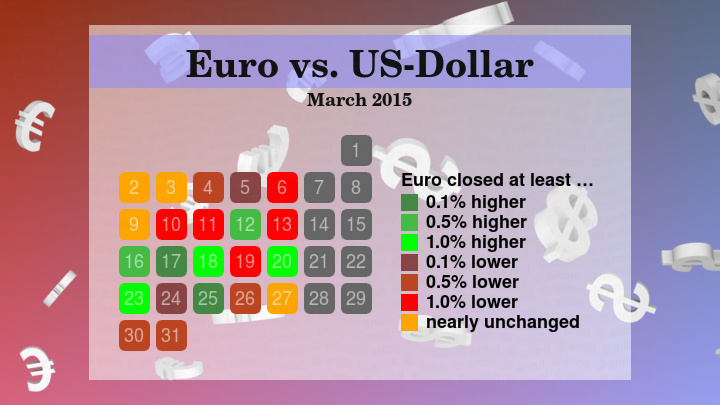 Euro vs. US-Dollar
March 2015
1
2 3 4 5 6 7 8
9 10 11 12 13 14 15
16 17 18 19 20 21 22
23 24 25 26 27 28 29
30 31
Euro closed at least ...
0.1% higher
0.5% higher
1.0% higher
0.1% lower
0.5% lower
1.0% lower
nearly unchanged